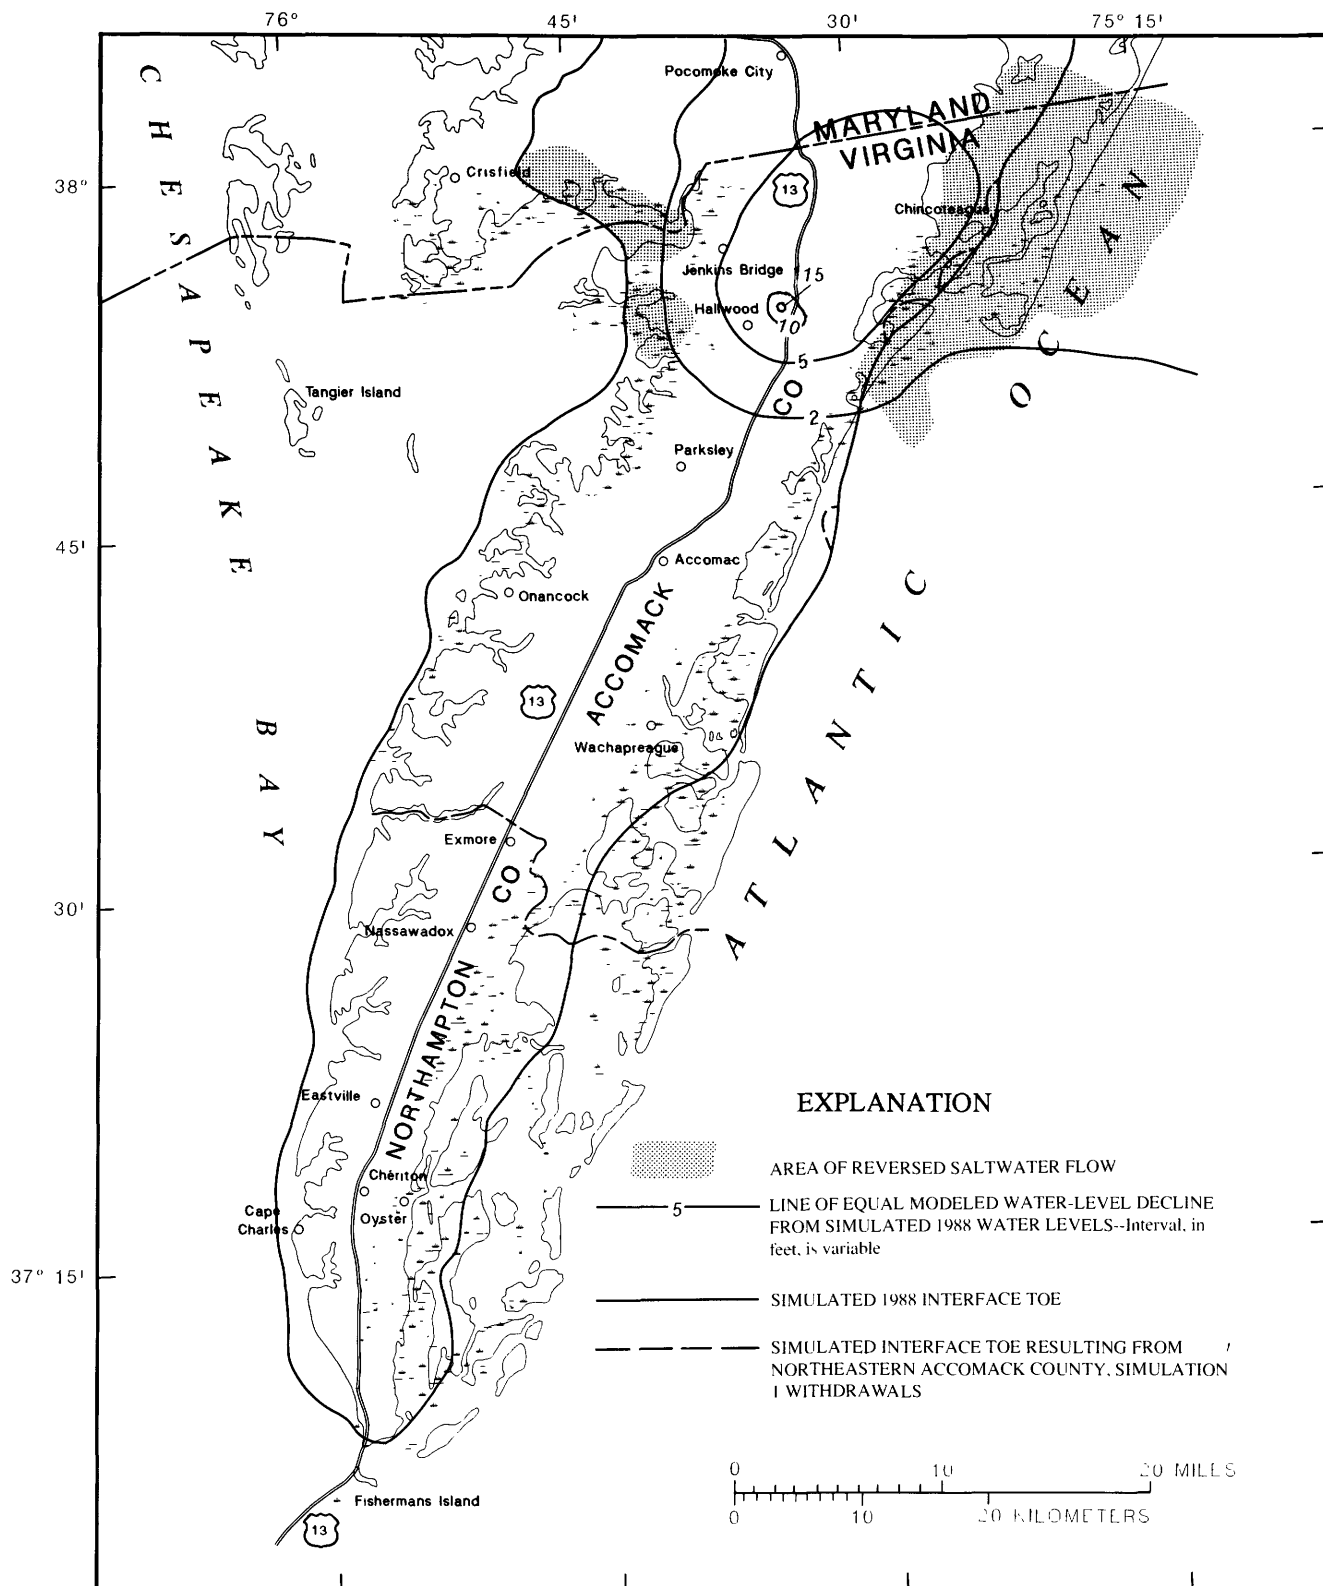 76° 45' 30' 75° 15'
Pocomoke City
MARYLAND
VIRGINIA
CHESAPEAKE BAY
Crisfield
38°
13
Chincoteague
Jenkins Bridge
15
Hallwood
10
5
2
Tangier Island
CO
Parksley
ATLANTIC OCEAN
45'
Accomac
Onancock
ACCOMACK
13
Wachapreague
Exmore
CO
30'
Nassawadox
NORTHAMPTON
Eastville
Cheriton
Cape
Charles
Oyster
37° 15'
Fishermans Island
13
EXPLANATION
AREA OF REVERSED SALTWATER FLOW
5
LINE OF EQUAL MODELED WATER-LEVEL DECLINE
FROM SIMULATED 1988 WATER LEVELS--Interval, in
feet, is variable
SIMULATED 1988 INTERFACE TOE
SIMULATED INTERFACE TOE RESULTING FROM
NORTHEASTERN ACCOMACK COUNTY, SIMULATION
1 WITHDRAWALS
0 10 20 MILES
0 10 20 KILOMETERS